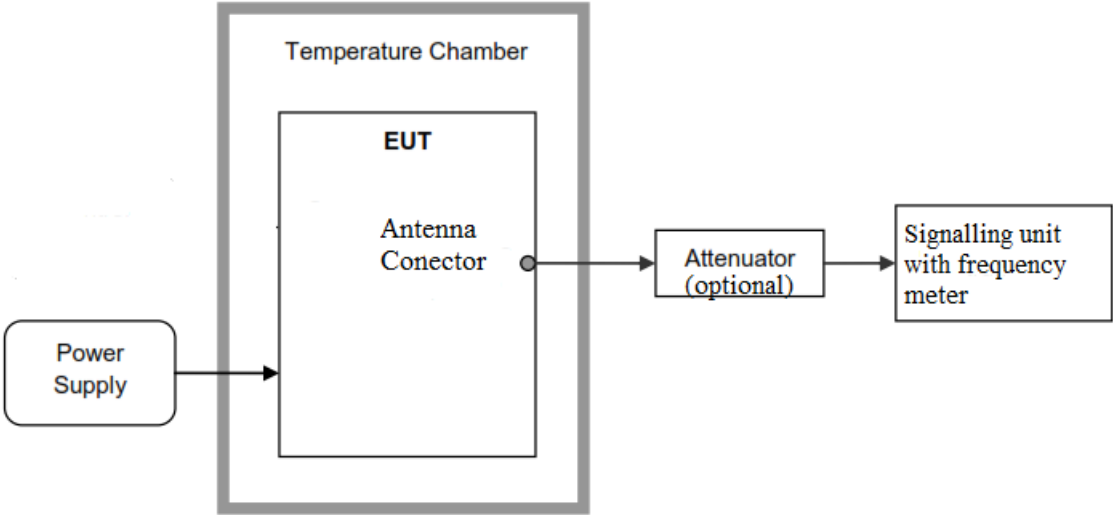 Temperature Chamber
EUT
Antenna
Conector
Attenuator
(optional)
Signalling unit
with frequency
meter
Power
Supply